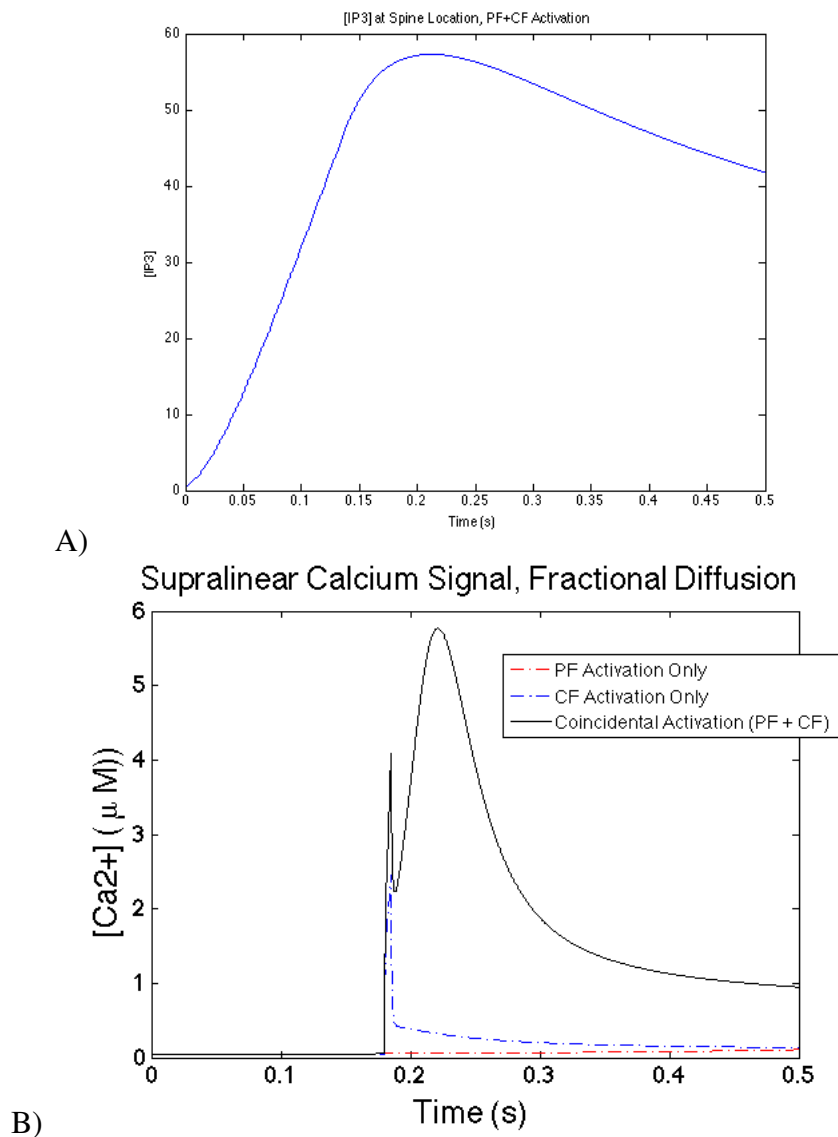 [IP3] at Spine Location, PF+CF Activation
60
50
40
30
20
10
0
[IP3]
0 0.05 0.1 0.15 0.2 0.25 0.3 0.35 0.4 0.45 0.5
Time (s)
A)
Supralinear Calcium Signal, Fractional Diffusion
6
5
4
3
2
1
0
[Ca2+] ( μ M))
PF Activation Only
CF Activation Only
Coincidental Activation (PF + CF)
0 0.1 0.2 0.3 0.4 0.5
Time (s)
B)